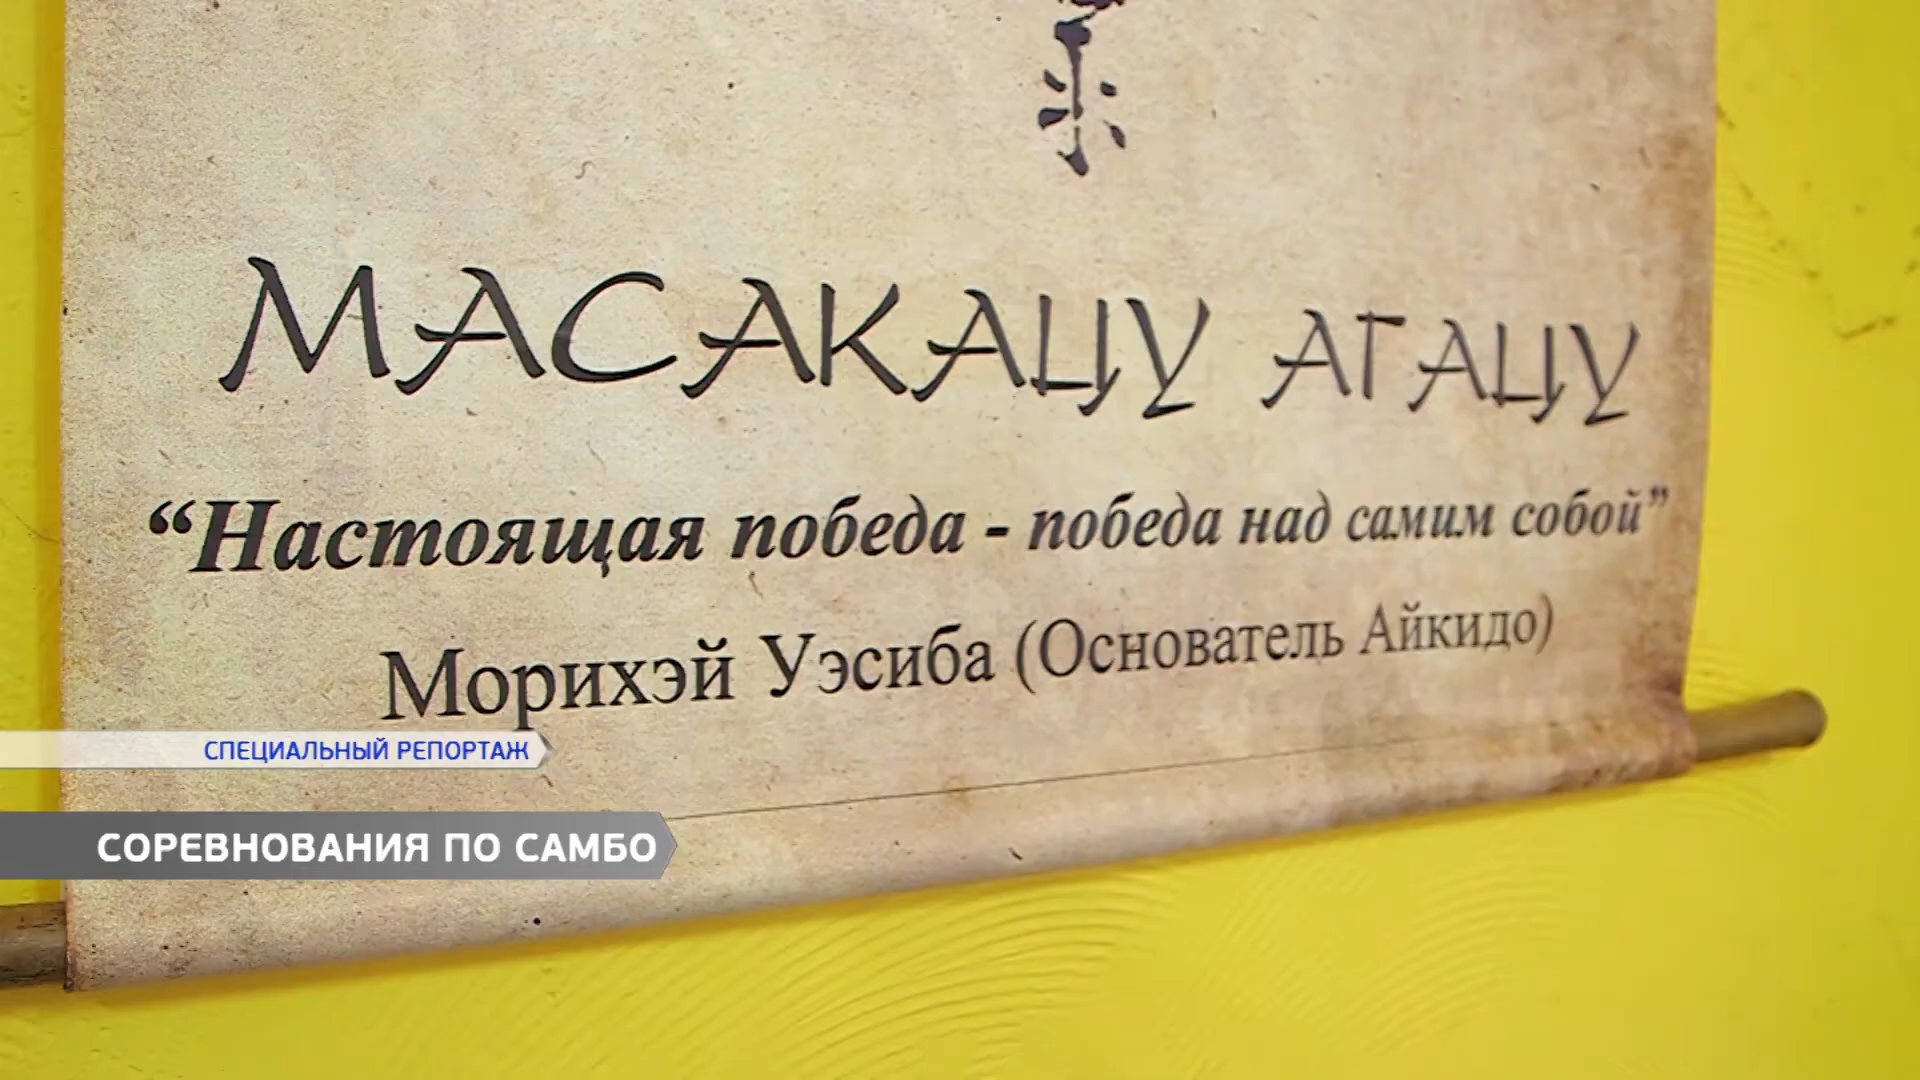 МАСАКАЦУ АГАЦУ
“Настоящая победа - победа над самим собой”
Морихэй Уэсиба (Основатель Айкидо)
СПЕЦИАЛЬНЫЙ РЕПОРТАЖ
СОРЕВНОВАНИЯ ПО САМБО